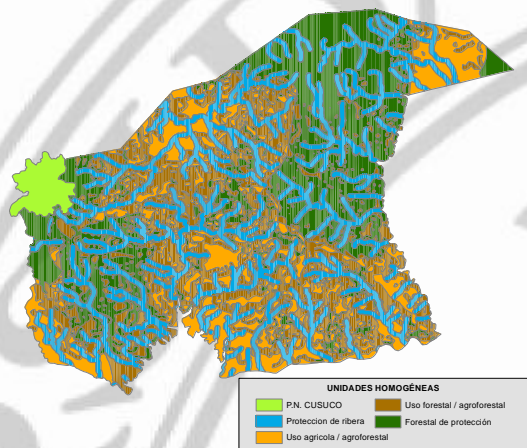 UNIDADES HOMOGÉNEAS
P.N. CUSUCO
Uso forestal / agroforestal
Proteccion de ribera
Forestal de protección
Uso agricola / agroforestal